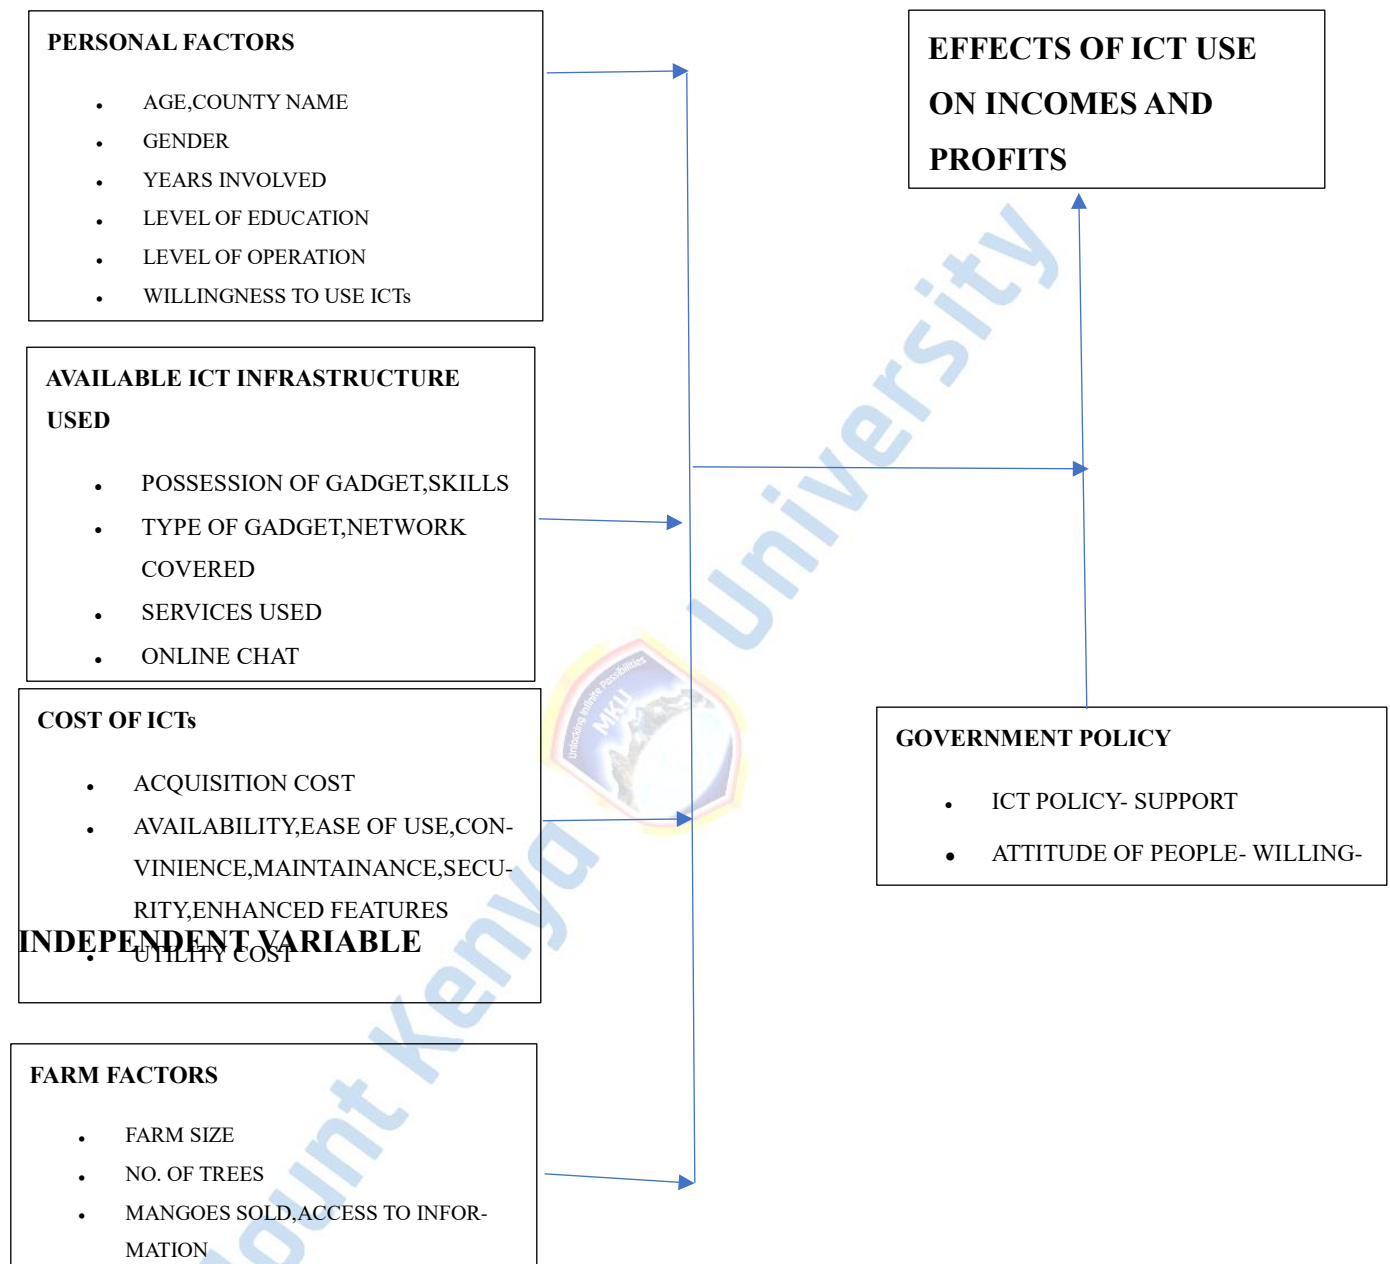 PERSONAL FACTORS
AGE,COUNTY NAME
GENDER
YEARS INVOLVED
LEVEL OF EDUCATION
LEVEL OF OPERATION
WILLINGNESS TO USE ICTs
AVAILABLE ICT INFRASTRUCTURE
USED
POSSESSION OF GADGET,SKILLS
TYPE OF GADGET,NETWORK
COVERED
SERVICES USED
ONLINE CHAT
COST OF ICTs
ACQUISITION COST
AVAILABILITY,EASE OF USE,CON-
VINIENCE,MAINTAINANCE,SECU-
RITY,ENHANCED FEATURES
UTILITY COST
INDEPENDENT VARIABLE
FARM FACTORS
FARM SIZE
NO. OF TREES
MANGOES SOLD,ACCESS TO INFOR-
MATION
EFFECTS OF ICT USE
ON INCOMES AND
PROFITS
GOVERNMENT POLICY
ICT POLICY- SUPPORT
ATTITUDE OF PEOPLE- WILLING-
Mount Kenya University
Unlocking Infinite Possibilities
MKU